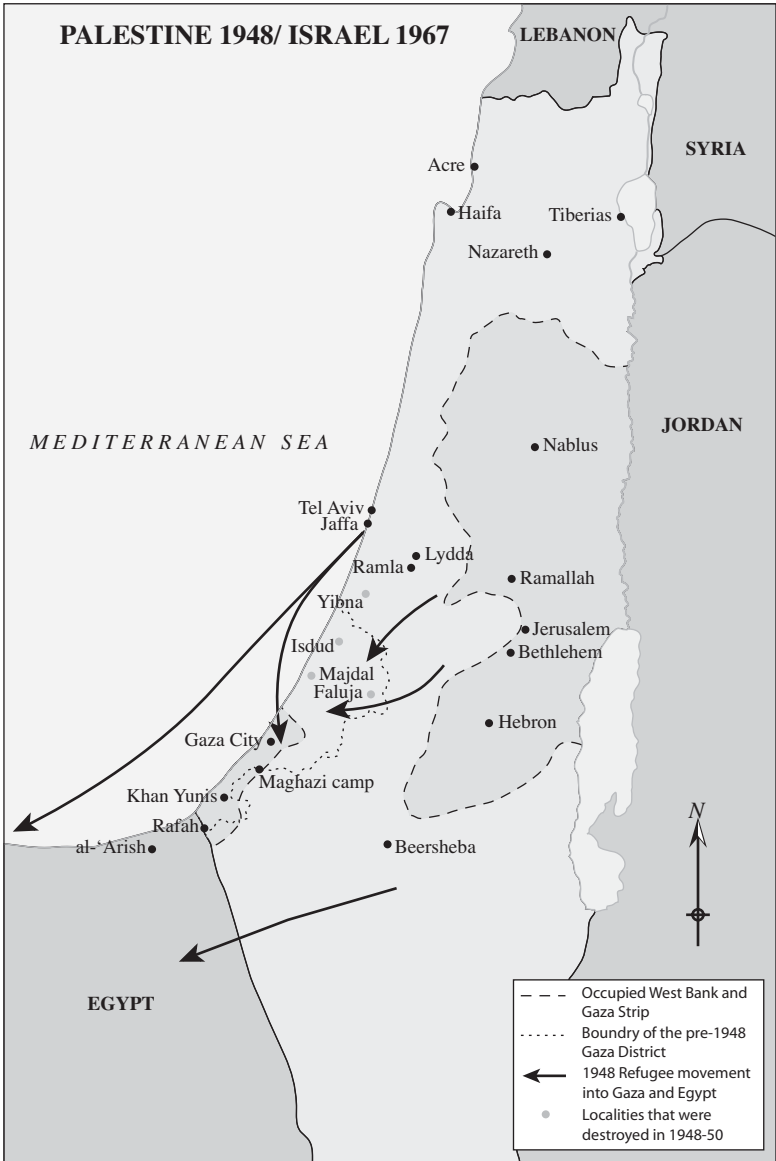 PALESTINE 1948/ ISRAEL 1967
LEBANON
SYRIA
Acre
Haifa
Tiberias
Nazareth
MEDITERRANEAN SEA
JORDAN
Nablus
Tel Aviv
Jaffa
Lydda
Ramla
Ramallah
Yibna
Jerusalem
Isdud
Bethlehem
Majdal
Faluja
Hebron
Gaza City
Maghazi camp
Khan Yunis
Rafah
al-‘Arish
Beersheba
N
EGYPT
Occupied West Bank and
Gaza Strip
Boundry of the pre-1948
Gaza District
1948 Refugee movement
into Gaza and Egypt
Localities that were
destroyed in 1948-50